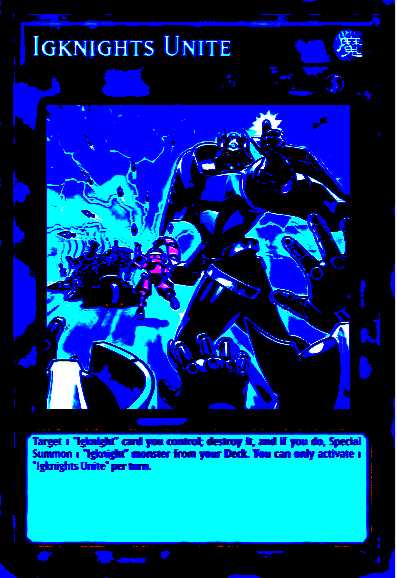 IGKNIGHTS UNITE
魔
Target 1 "Igknight" card you control; destroy it, and if you do, Special
Summon 1 "Igknight" monster from your Deck. You can only activate 1
"Igknights Unite" per turn.